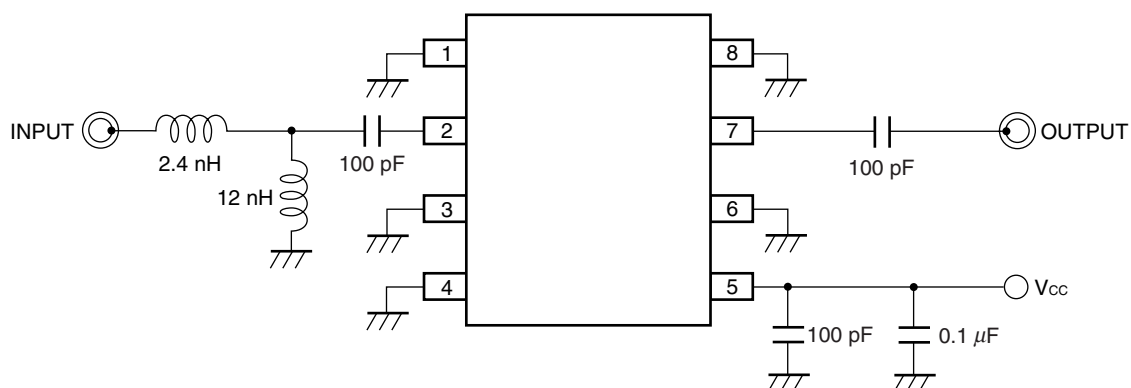 1
8
INPUT
2
7
OUTPUT
2.4 nH
100 pF
100 pF
12 nH
3
6
4
5
VCC
100 pF
0.1 μF